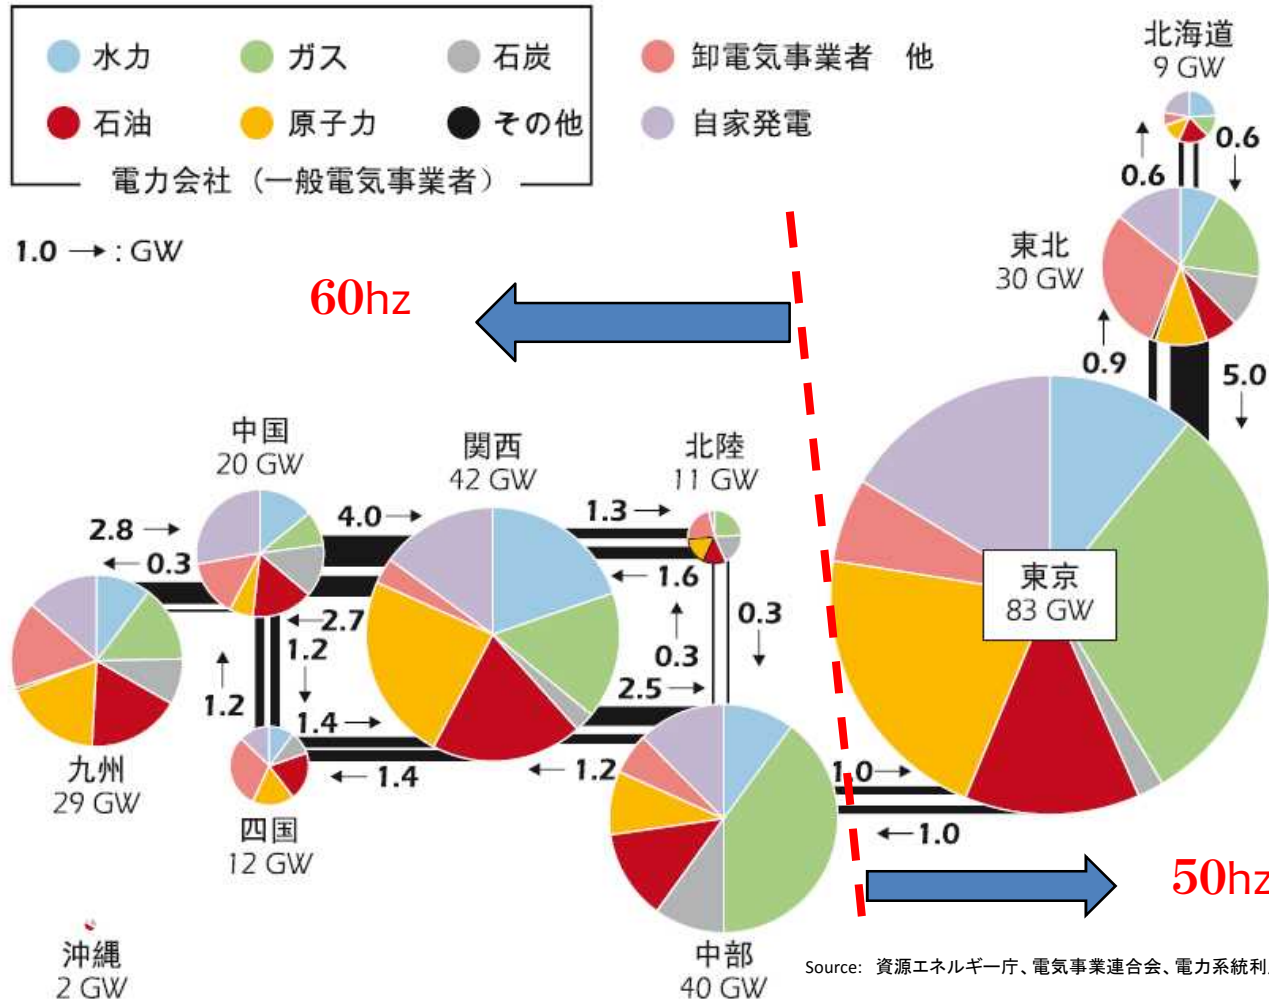 水力
ガス
石炭
卸電気事業者 他
石油
原子力
その他
自家発電
電力会社（一般電気事業者）
1.0 → : GW
60hz
北海道
9 GW
0.6
0.6
東北
30 GW
0.9
5.0
中国
20 GW
関西
42 GW
北陸
11 GW
2.8 →
← 0.3
4.0 →
1.3 →
← 1.6
東京
83 GW
←2.7
1.2
1.2
0.3
0.3
2.5 →
1.4 →
← 1.4
← 1.2
1.0→
←1.0
九州
29 GW
四国
12 GW
50hz
沖縄
2 GW
中部
40 GW
Source: 資源エネルギー庁、電気事業連合会、電力系統利